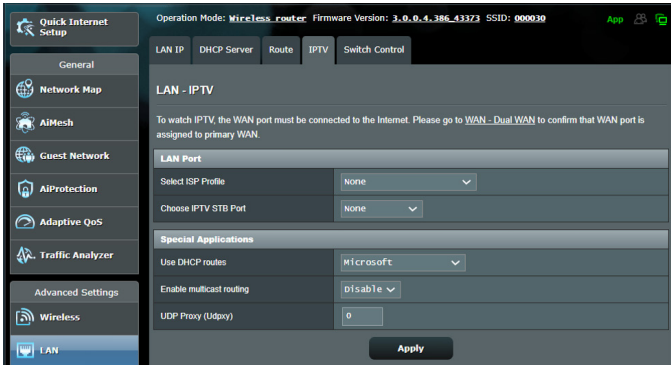 Quick Internet
Setup
Operation Mode: Wireless router Firmware Version: 3.0.0.4.386_43373 SSID: 000030
App
LAN IP DHCP Server Route IPTV Switch Control
General
Network Map
LAN - IPTV
AiMesh
To watch IPTV, the WAN port must be connected to the Internet. Please go to WAN - Dual WAN to confirm that WAN port is
assigned to primary WAN.
Guest Network
LAN Port
AiProtection
Select ISP Profile None
Choose IPTV STB Port None
Adaptive QoS
Special Applications
Traffic Analyzer
Use DHCP routes Microsoft
Advanced Settings
Enable multicast routing Disable
Wireless
UDP Proxy (Udpxy) 0
LAN
Apply